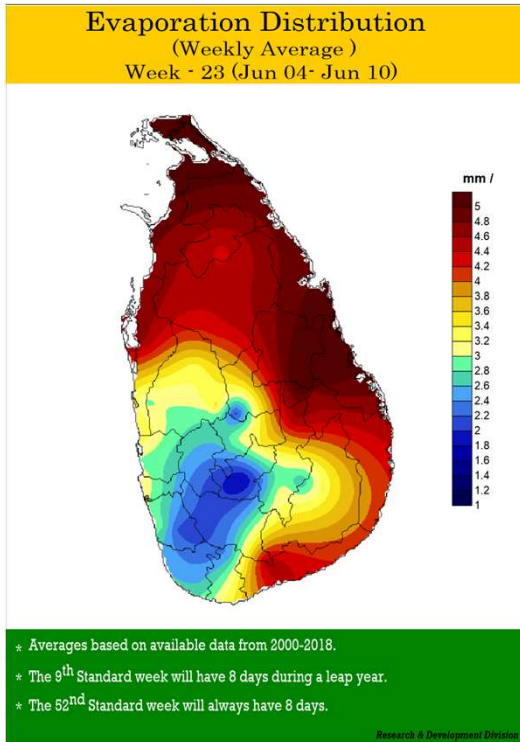 Evaporation Distribution
(Weekly Average )
Week - 23 (Jun 04- Jun 10)
mm /
5
4.8
4.6
4.4
4.2
4
3.8
3.6
3.4
3.2
3
2.8
2.6
2.4
2.2
2
1.8
1.6
1.4
1.2
1
* Averages based on available data from 2000-2018.
* The 9th Standard week will have 8 days during a leap year.
* The 52nd Standard week will always have 8 days.
Research & Development Division